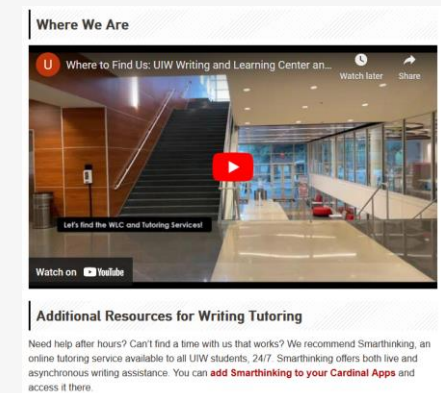 Where We Are
U
Where to Find Us: UIW Writing and Learning Center an...
Watch later
Share
Let's find the WLC and Tutoring Services!
Watch on YouTube
Additional Resources for Writing Tutoring
Need help after hours? Can't find a time with us that works? We recommend Smarthinking, an
online tutoring service available to all UIW students, 24/7. Smarthinking offers both live and
asynchronous writing assistance. You can add Smarthinking to your Cardinal Apps and
access it there.